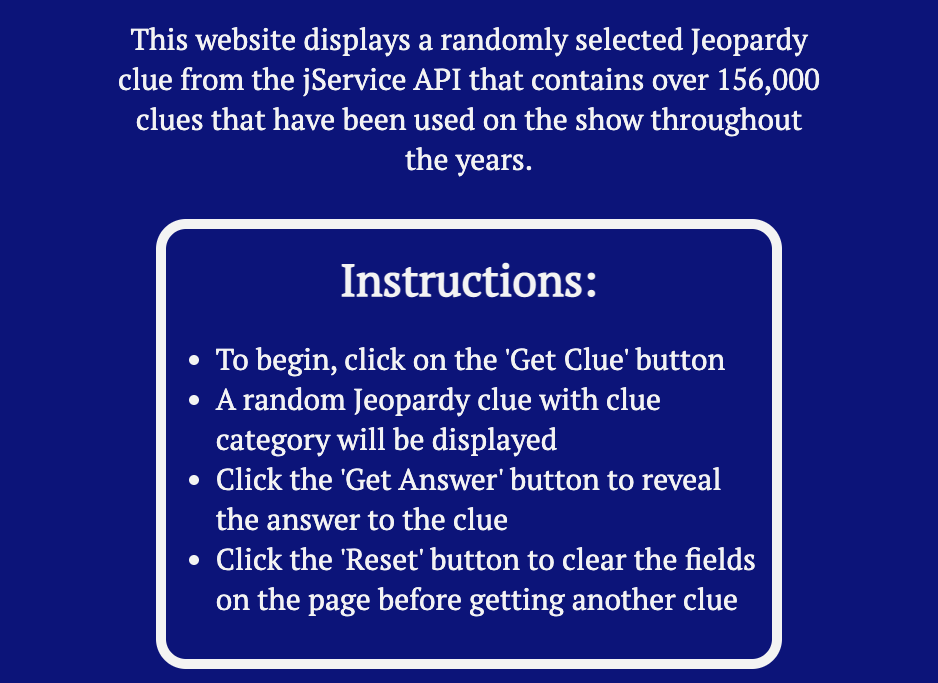 This website displays a randomly selected Jeopardy
clue from the jService API that contains over 156,000
clues that have been used on the show throughout
the years.
Instructions:
• To begin, click on the 'Get Clue' button
• A random Jeopardy clue with clue
category will be displayed
• Click the 'Get Answer' button to reveal
the answer to the clue
• Click the 'Reset' button to clear the fields
on the page before getting another clue